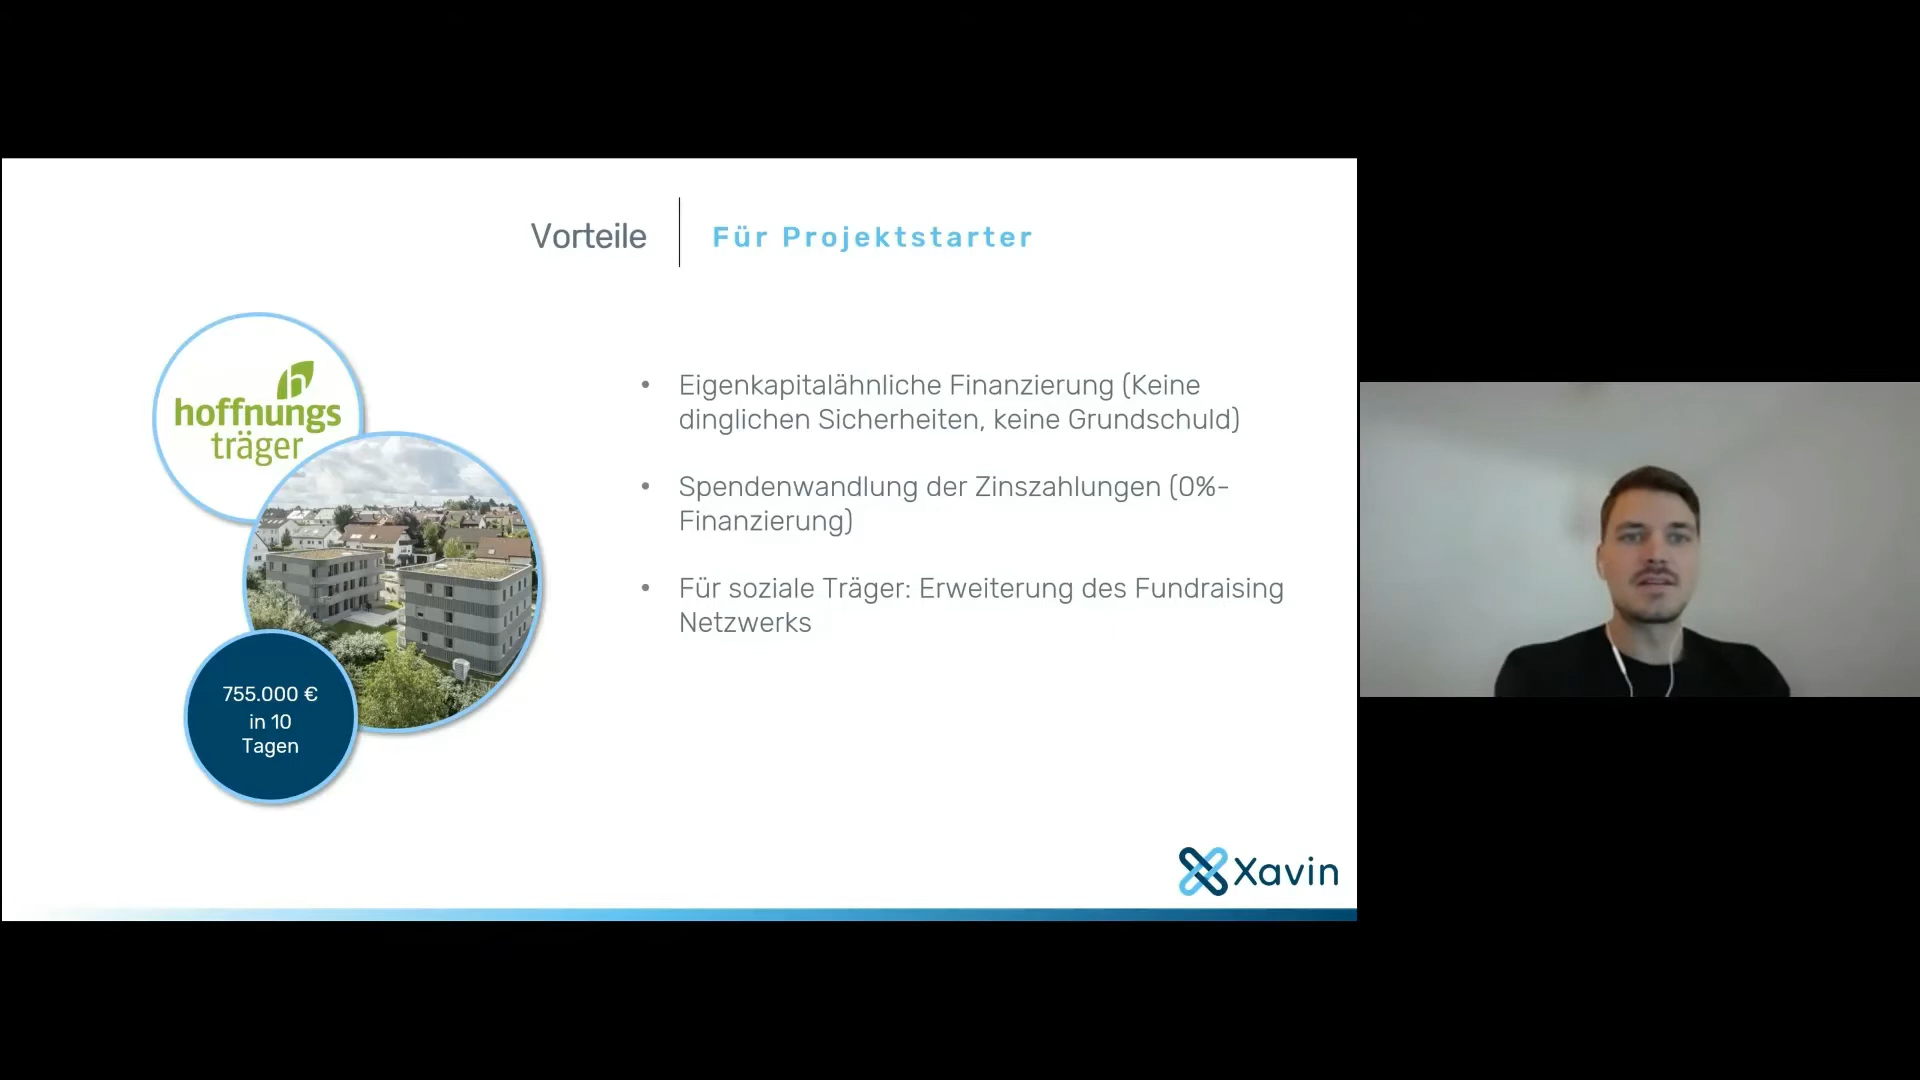 Vorteile
Für Projektstarter
hoffnungs
träger
755.000 €
in 10
Tagen
• Eigenkapitalähnliche Finanzierung (Keine
dinglichen Sicherheiten, keine Grundschuld)
• Spendenwandlung der Zinszahlungen (0%-
Finanzierung)
• Für soziale Träger: Erweiterung des Fundraising
Netzwerks
Xavin